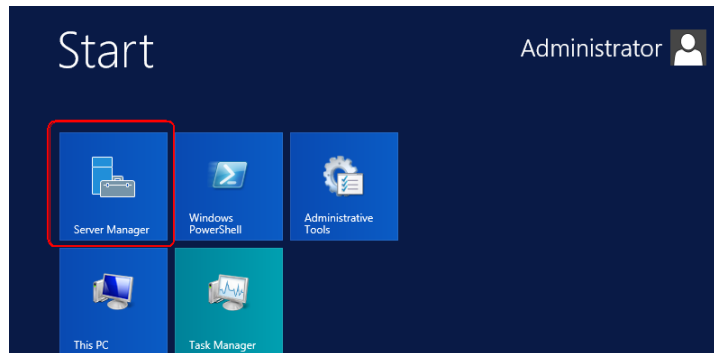 Start
Administrator
Server Manager
Windows
PowerShell
Administrative
Tools
This PC
Task Manager